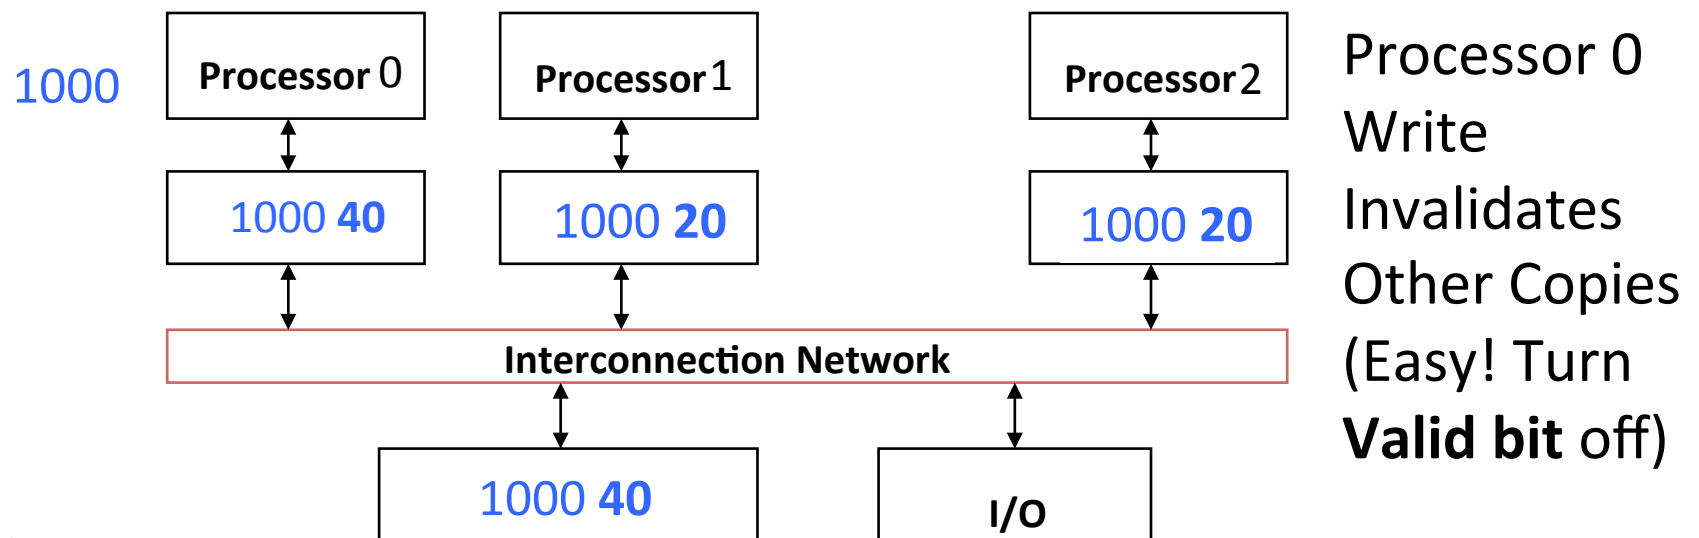 1000
Processor 0
Processor 1
Processor 2
1000 40
1000 20
1000 20
Interconnection Network
1000 40
I/O
Processor 0
Write
Invalidates
Other Copies
(Easy! Turn
Valid bit off)